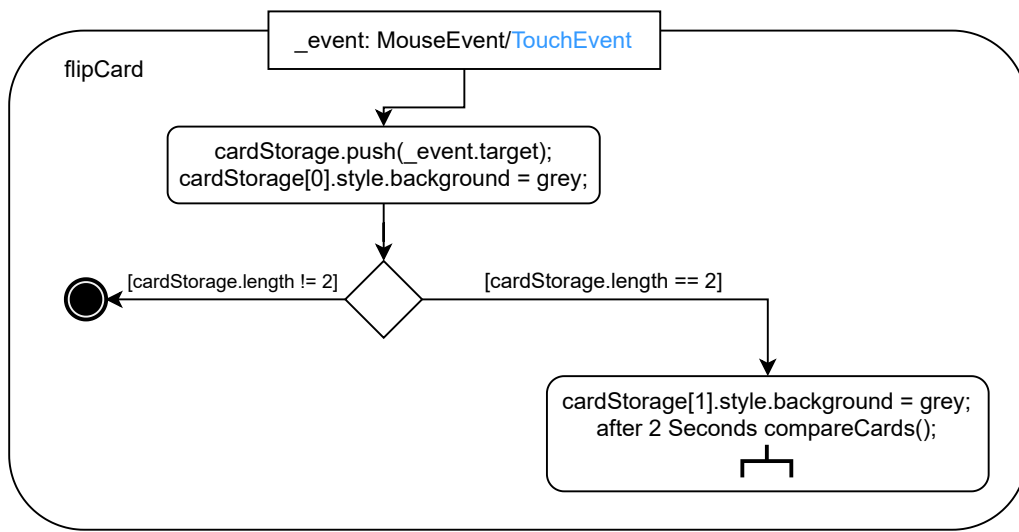 _event: MouseEvent/TouchEvent
flipCard
cardStorage.push(_event.target);
cardStorage[0].style.background = grey;
[cardStorage.length != 2]
[cardStorage.length == 2]
cardStorage[1].style.background = grey;
after 2 Seconds compareCards();